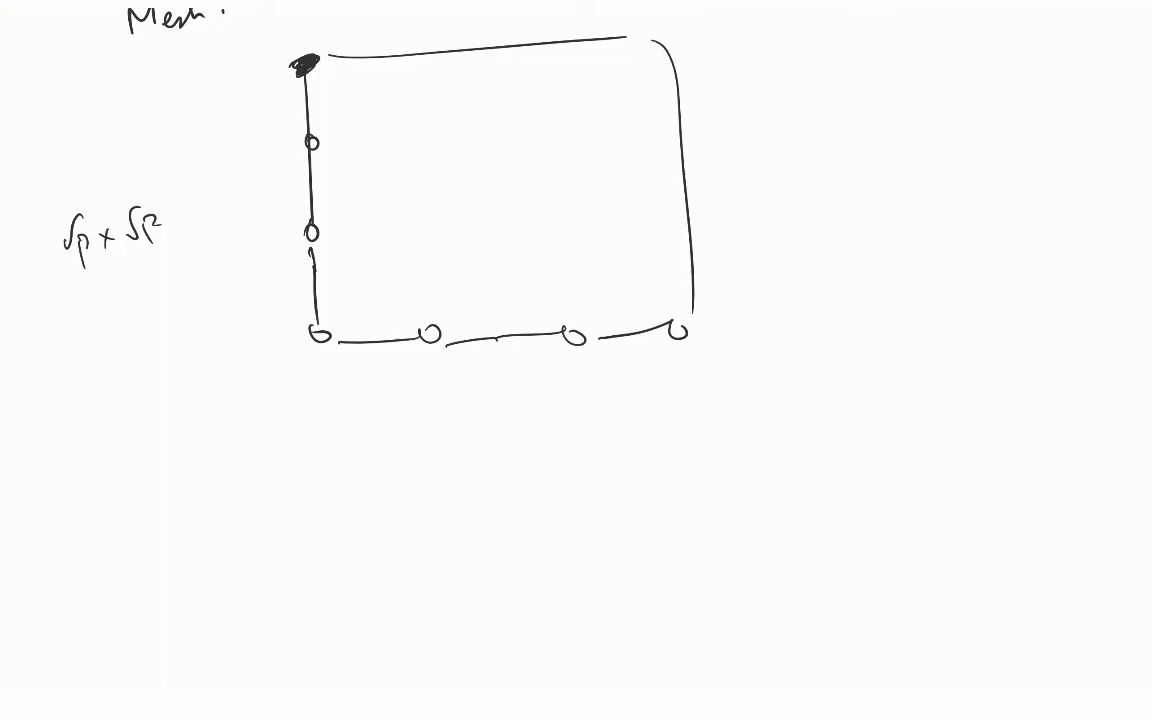 Mesh.
√p × √p